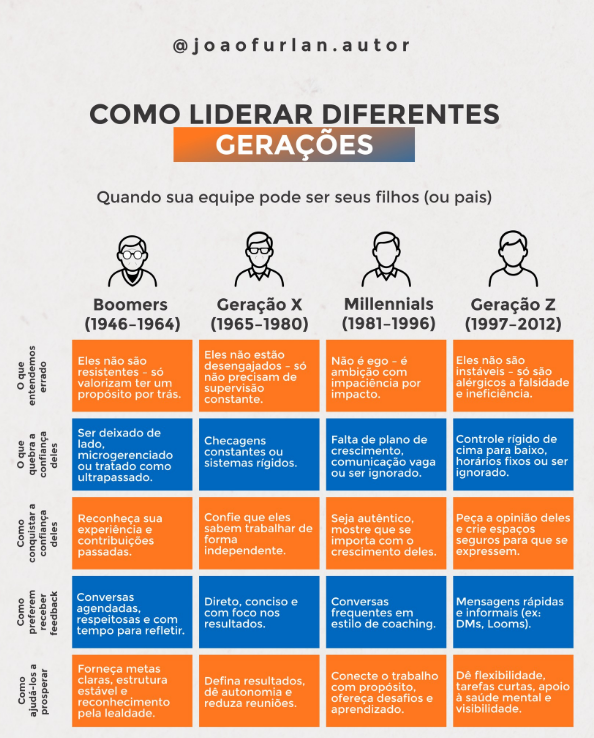 @joaofurlan.autor
COMO LIDERAR DIFERENTES
GERAÇÕES
Quando sua equipe pode ser seus filhos (ou pais)
Boomers
(1946–1964)
Geração X
(1965–1980)
Millennials
(1981–1996)
Geração Z
(1997–2012)
O que
entendemos
errado
Eles não são
resistentes – só
valorizam ter um
propósito por trás.
Eles não estão
desengajados – só
não precisam de
supervisão
constante.
Não é ego – é
ambição com
impaciência por
impacto.
Eles não são
instáveis – só são
alérgicos a falsidade
e ineficiência.
O que
quebra a
confiança
deles
Ser deixado de
lado,
microgerenciado
ou tratado como
ultrapassado.
Checagens
constantes ou
sistemas rígidos.
Falta de plano de
crescimento,
comunicação vaga
ou ser ignorado.
Controle rígido de
cima para baixo,
horários fixos ou ser
ignorado.
Como
conquistar a
confiança
deles
Reconheça sua
experiência e
contribuições
passadas.
Confie que eles
sabem trabalhar de
forma
independente.
Seja autêntico,
mostre que se
importa com o
crescimento deles.
Peça a opinião deles
e crie espaços
seguros para que se
expressem.
Como
preferem
receber
feedback
Conversas
agendadas,
respeitosas e com
tempo para refletir.
Direto, conciso e
com foco nos
resultados.
Conversas
frequentes em
estilo de coaching.
Mensagens rápidas
e informais (ex:
DMs, Looms).
Como
ajudá-los a
prosperar
Forneça metas
claras, estrutura
estável e
reconhecimento
pela lealdade.
Defina resultados,
dê autonomia e
reduza reuniões.
Conecte o trabalho
com propósito,
ofereça desafios e
aprendizado.
Dê flexibilidade,
tarefas curtas, apoio
à saúde mental e
visibilidade.